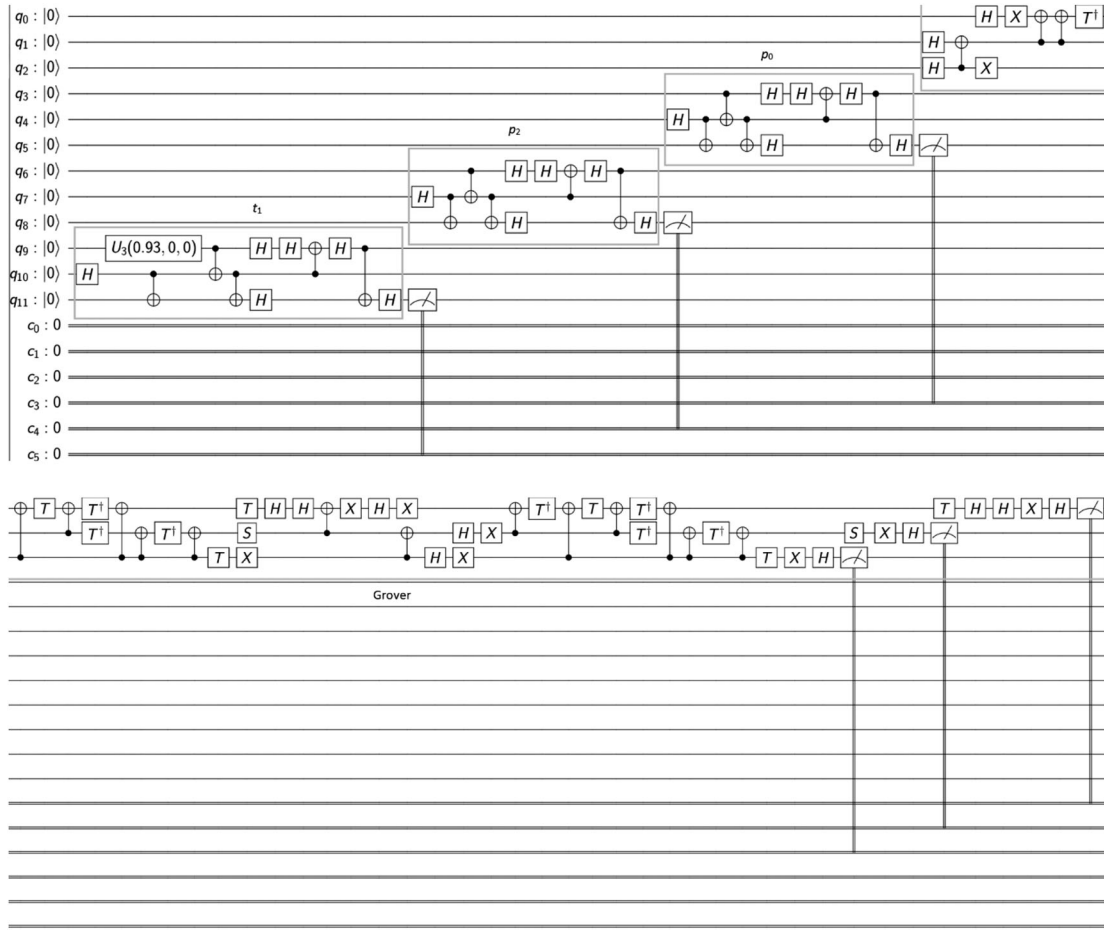 q₀ : |0⟩ H X T†
q₁ : |0⟩ H
q₂ : |0⟩ H X
p₀
q₃ : |0⟩ H H H
q₄ : |0⟩ H
p₂
q₅ : |0⟩ H H
q₆ : |0⟩ H H H
q₇ : |0⟩ H
t₁
q₈ : |0⟩ H H
q₉ : |0⟩ U₃(0.93, 0, 0) H H H
q₁₀ : |0⟩ H
q₁₁ : |0⟩ H H
c₀ : 0
c₁ : 0
c₂ : 0
c₃ : 0
c₄ : 0
c₅ : 0
T T† T H H X H X T† T T† T H H X H
T† T† S H X T† T† S X H
T X H X T X H
Grover